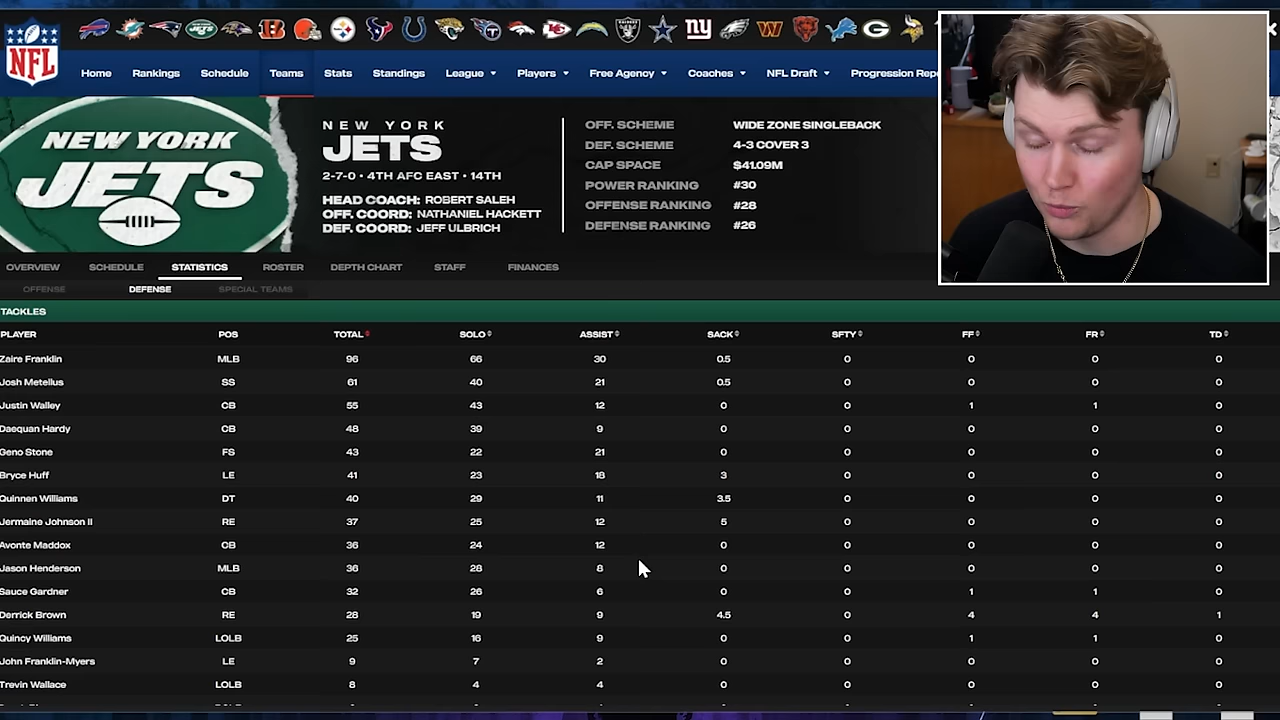 NFL
Home Rankings Schedule Teams Stats Standings League Players Free Agency Coaches NFL Draft Progression Repo
NEW YORK
JETS
NEW YORK
JETS
2-7-0 • 4TH AFC EAST • 14TH
HEAD COACH: ROBERT SALEH
OFF. COORD: NATHANIEL HACKETT
DEF. COORD: JEFF ULBRICH
OFF. SCHEME WIDE ZONE SINGLEBACK
DEF. SCHEME 4-3 COVER 3
CAP SPACE $41.09M
POWER RANKING #30
OFFENSE RANKING #28
DEFENSE RANKING #26
OVERVIEW SCHEDULE STATISTICS ROSTER DEPTH CHART STAFF FINANCES
OFFENSE DEFENSE SPECIAL TEAMS
TACKLES
PLAYER POS TOTAL SOLO ASSIST SACK SFTY FF FR TD
Zaire Franklin MLB 96 66 30 0.5 0 0 0 0
Josh Metellus SS 61 40 21 0.5 0 0 0 0
Justin Walley CB 55 43 12 0 0 1 1 0
Daequan Hardy CB 48 39 9 0 0 0 0 0
Geno Stone FS 43 22 21 0 0 0 0 0
Bryce Huff LE 41 23 18 3 0 0 0 0
Quinnen Williams DT 40 29 11 3.5 0 0 0 0
Jermaine Johnson II RE 37 25 12 5 0 0 0 0
Avonte Maddox CB 36 24 12 0 0 0 0 0
Jason Henderson MLB 36 28 8 0 0 0 0 0
Sauce Gardner CB 32 26 6 0 0 1 1 0
Derrick Brown RE 28 19 9 4.5 0 4 4 1
Quincy Williams LOLB 25 16 9 0 0 1 1 0
John Franklin-Myers LE 9 7 2 0 0 0 0 0
Trevin Wallace LOLB 8 4 4 0 0 0 0 0